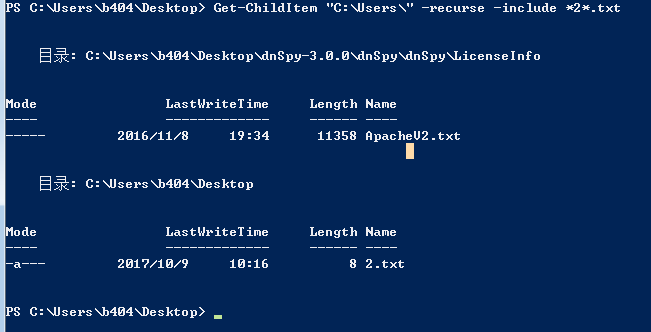 PS C:\Users\b404\Desktop> Get-ChildItem "C:\Users\" -recurse -include *2*.txt
目录: C:\Users\b404\Desktop\dnSpy-3.0.0\dnSpy\dnSpy\LicenseInfo
Mode LastWriteTime Length Name
---- ------------- ------ ----
----- 2016/11/8 19:34 11358 ApacheV2.txt
目录: C:\Users\b404\Desktop
Mode LastWriteTime Length Name
---- ------------- ------ ----
-a--- 2017/10/9 10:16 8 2.txt
PS C:\Users\b404\Desktop>